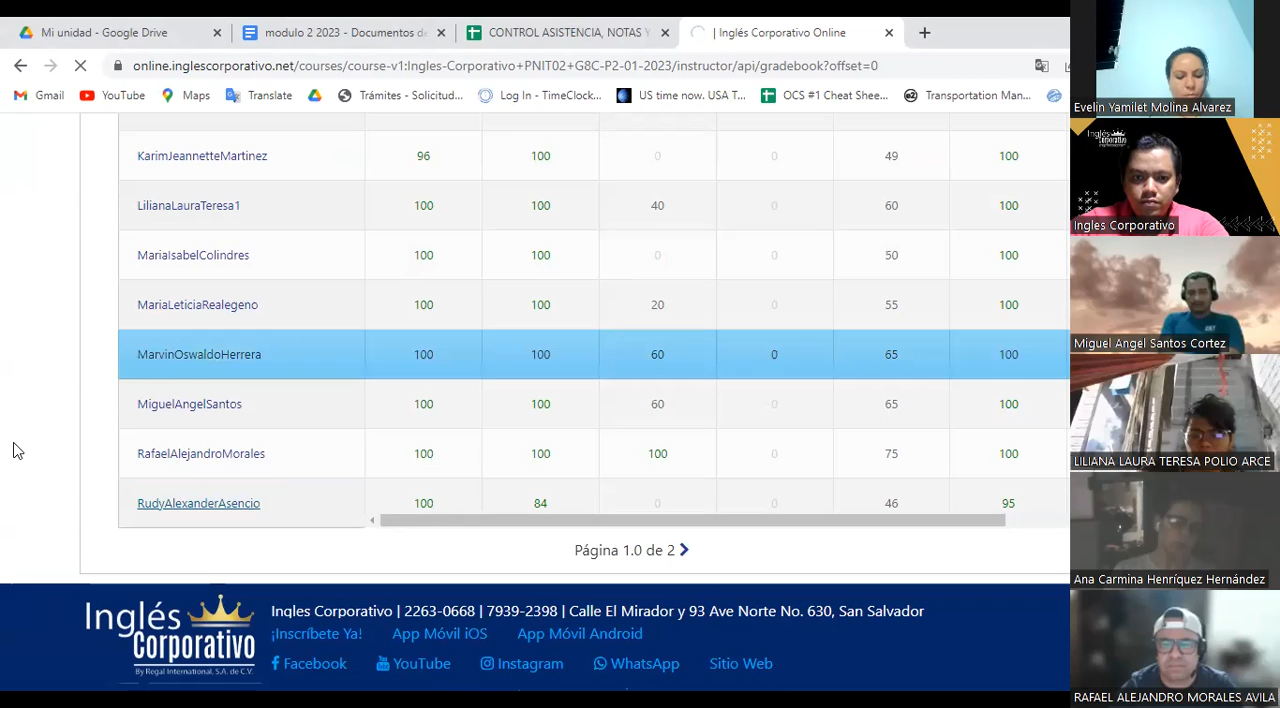 Mi unidad - Google Drive
modulo 2 2023 - Documentos de
CONTROL ASISTENCIA, NOTAS Y
| Inglés Corporativo Online
online.inglescorporativo.net/courses/course-v1:Ingles-Corporativo+PNIT02+G8C-P2-01-2023/instructor/api/gradebook?offset=0
Gmail YouTube Maps Translate Trámites - Solicitud... Log In - TimeClock... US time now. USA T... OCS #1 Cheat Shee... Transportation Man...
KarimJeannetteMartinez 96 100 0 0 49 100
LilianaLauraTeresa1 100 100 40 0 60 100
MariaIsabelColindres 100 100 0 0 50 100
MariaLeticiaRealegeno 100 100 20 0 55 100
MarvinOswaldoHerrera 100 100 60 0 65 100
MiguelAngelSantos 100 100 60 0 65 100
RafaelAlejandroMorales 100 100 100 0 75 100
RudyAlexanderAsencio 100 84 0 0 46 95
Página 1.0 de 2
Inglés Corporativo
By Regal International, S.A. de C.V.
Ingles Corporativo | 2263-0668 | 7939-2398 | Calle El Mirador y 93 Ave Norte No. 630, San Salvador
¡Inscríbete Ya! App Móvil iOS App Móvil Android
Facebook YouTube Instagram WhatsApp Sitio Web
Evelin Yamilet Molina Alvarez
Inglés Corporativo
Ingles Corporativo
Miguel Angel Santos Cortez
LILIANA LAURA TERESA POLIO ARCE
Ana Carmina Henríquez Hernández
RAFAEL ALEJANDRO MORALES AVILA